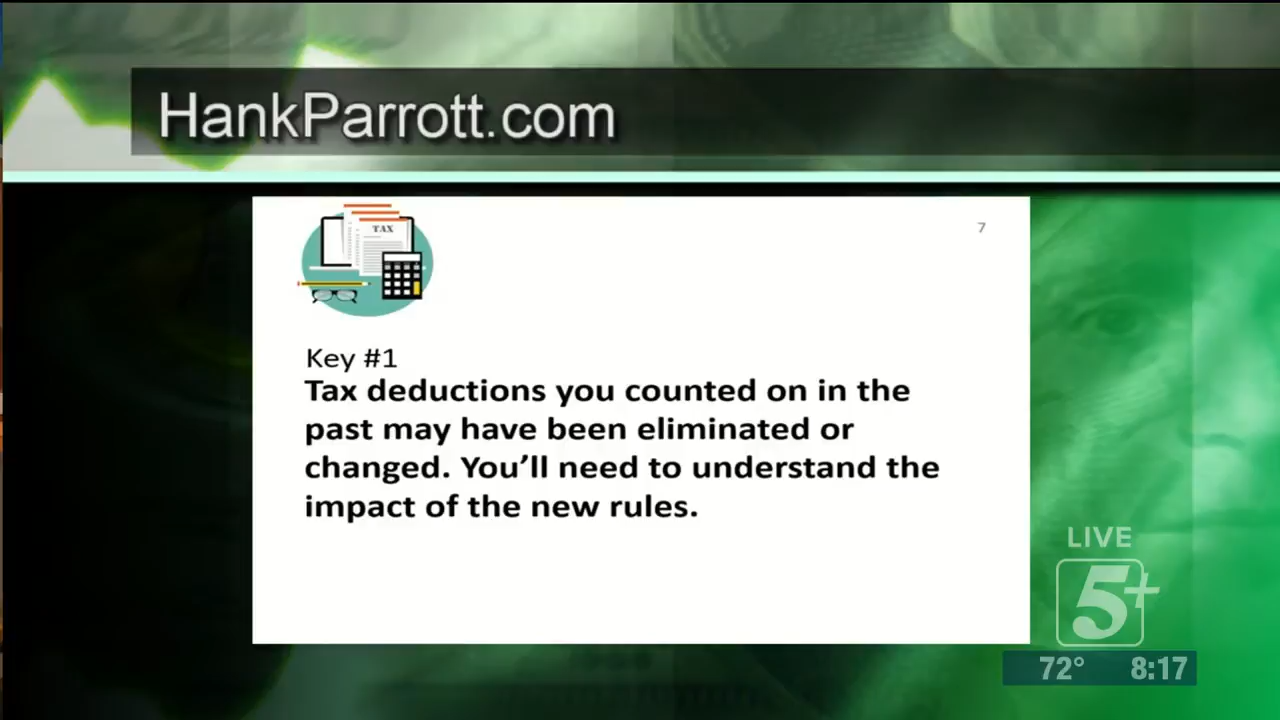 HankParrott.com
7
TAX
Key #1
Tax deductions you counted on in the
past may have been eliminated or
changed. You’ll need to understand the
impact of the new rules.
LIVE
5+
72° 8:17